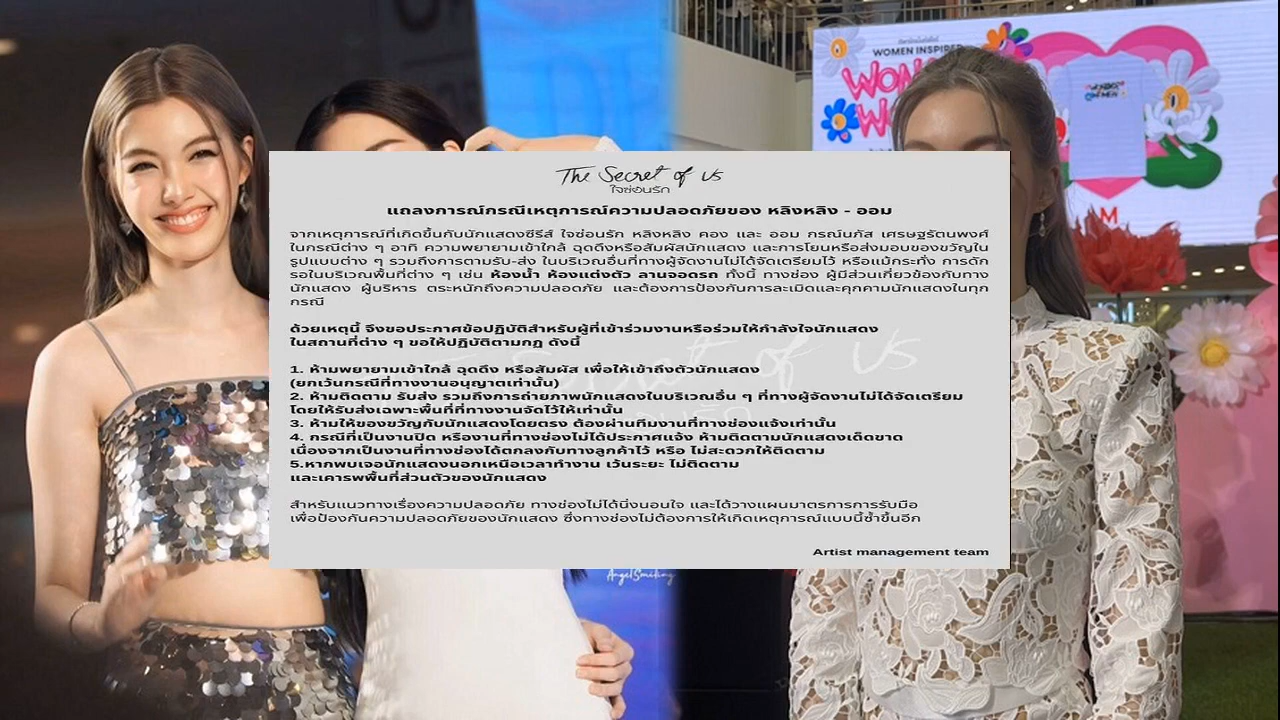 The Secret of Us
ใจซ่อนรัก
แถลงการณ์กรณีเหตุการณ์ความปลอดภัยของ หลิงหลิง - ออม
จากเหตุการณ์ที่เกิดขึ้นกับนักแสดงซีรีส์ ใจซ่อนรัก หลิงหลิง คอง และ ออม กรณ์นภัส เศรษฐรัตนพงศ์
ในกรณีต่าง ๆ อาทิ ความพยายามเข้าใกล้ ฉุดดึงหรือสัมผัสนักแสดง และการโยนหรือส่งมอบของขวัญใน
รูปแบบต่าง ๆ รวมถึงการตามรับ-ส่ง ในบริเวณอื่นที่ทางผู้จัดงานไม่ได้จัดเตรียมไว้ หรือแม้กระทั่ง การดัก
รอในบริเวณพื้นที่ต่าง ๆ เช่น ห้องน้ำ ห้องแต่งตัว ลานจอดรถ ทั้งนี้ ทางช่อง ผู้มีส่วนเกี่ยวข้องกับทาง
นักแสดง ผู้บริหาร ตระหนักถึงความปลอดภัย และต้องการป้องกันการละเมิดและคุกคามนักแสดงในทุก
กรณี
ด้วยเหตุนี้ จึงขอประกาศข้อปฏิบัติสำหรับผู้ที่เข้าร่วมงานหรือร่วมให้กำลังใจนักแสดง
ในสถานที่ต่าง ๆ ขอให้ปฏิบัติตามกฎ ดังนี้
1. ห้ามพยายามเข้าใกล้ ฉุดดึง หรือสัมผัส เพื่อให้เข้าถึงตัวนักแสดง
(ยกเว้นกรณีที่ทางงานอนุญาตเท่านั้น)
2. ห้ามติดตาม รับส่ง รวมถึงการถ่ายภาพนักแสดงในบริเวณอื่น ๆ ที่ทางผู้จัดงานไม่ได้จัดเตรียม
โดยให้รับส่งเฉพาะพื้นที่ที่ทางงานจัดไว้ให้เท่านั้น
3. ห้ามให้ของขวัญกับนักแสดงโดยตรง ต้องผ่านทีมงานที่ทางช่องแจ้งเท่านั้น
4. กรณีที่เป็นงานปิด หรืองานที่ทางช่องไม่ได้ประกาศแจ้ง ห้ามติดตามนักแสดงเด็ดขาด
เนื่องจากเป็นงานที่ทางช่องได้ตกลงกับทางลูกค้าไว้ หรือ ไม่สะดวกให้ติดตาม
5.หากพบเจอนักแสดงนอกเหนือเวลาทำงาน เว้นระยะ ไม่ติดตาม
และเคารพพื้นที่ส่วนตัวของนักแสดง
สำหรับแนวทางเรื่องความปลอดภัย ทางช่องไม่ได้นิ่งนอนใจ และได้วางแผนมาตรการการรับมือ
เพื่อป้องกันความปลอดภัยของนักแสดง ซึ่งทางช่องไม่ต้องการให้เกิดเหตุการณ์แบบนี้ซ้ำขึ้นอีก
Artist management team
AngelSmiling
WOMEN INSPIRED